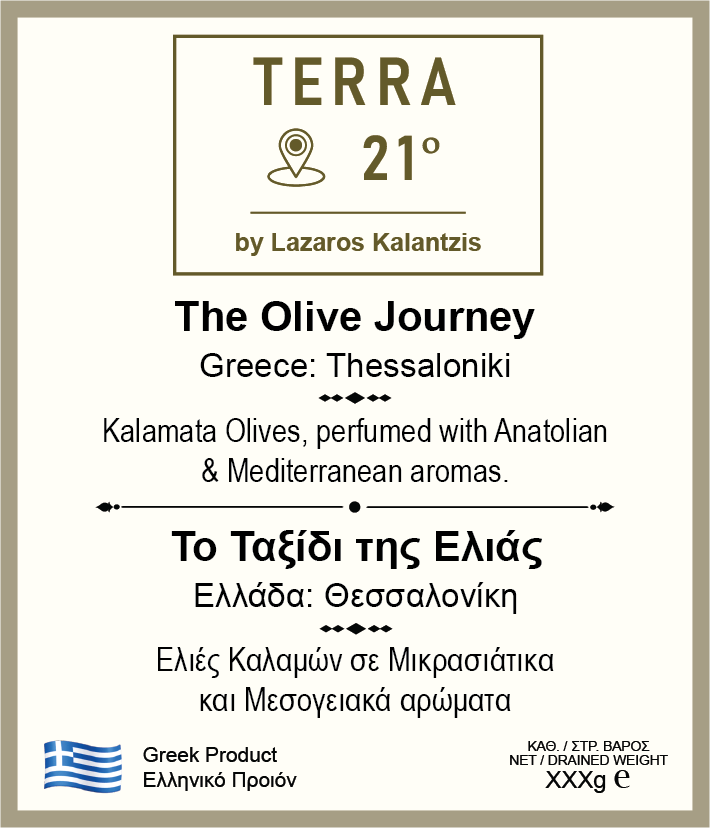 TERRA
21º
by Lazaros Kalantzis
The Olive Journey
Greece: Thessaloniki
Kalamata Olives, perfumed with Anatolian
& Mediterranean aromas.
Το Ταξίδι της Ελιάς
Ελλάδα: Θεσσαλονίκη
Ελιές Καλαμών σε Μικρασιάτικα
και Μεσογειακά αρώματα
Greek Product
Ελληνικό Προιόν
ΚΑΘ. / ΣΤΡ. ΒΑΡΟΣ
NET / DRAINED WEIGHT
XXXg e